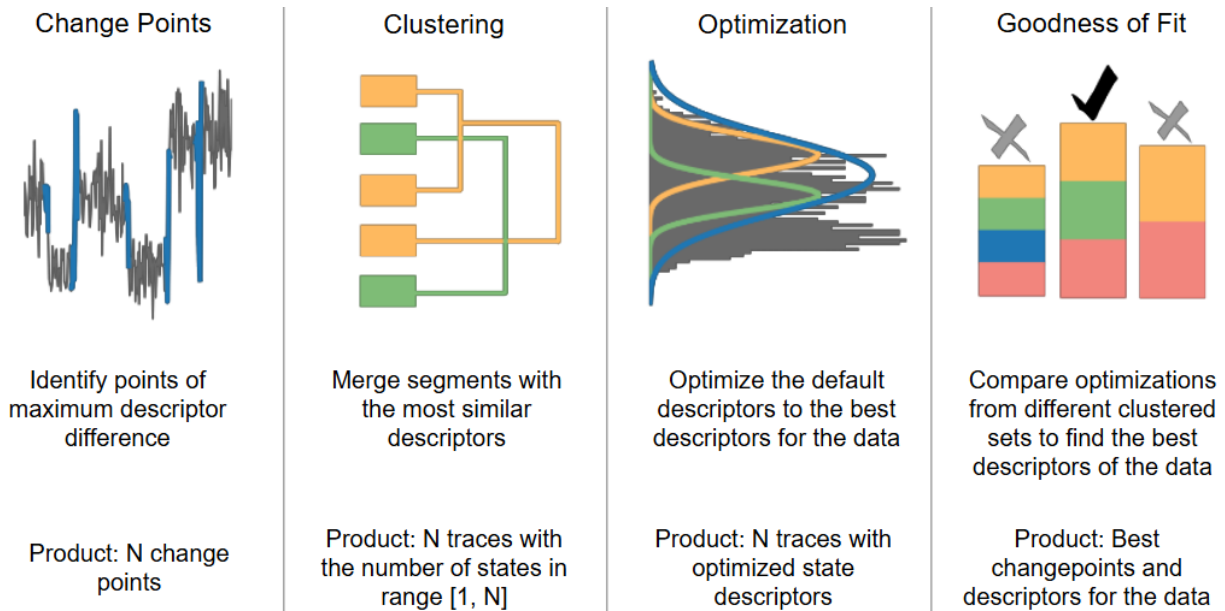 Change Points
Identify points of
maximum descriptor
difference
Product: N change
points
Clustering
Merge segments with
the most similar
descriptors
Product: N traces with
the number of states in
range [1, N]
Optimization
Optimize the default
descriptors to the best
descriptors for the data
Product: N traces with
optimized state
descriptors
Goodness of Fit
Compare optimizations
from different clustered
sets to find the best
descriptors of the data
Product: Best
changepoints and
descriptors for the data